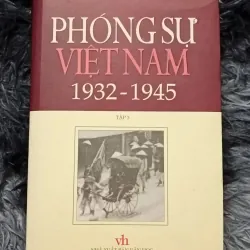 PHÓNG SỰ
VIỆT NAM
1932-1945
vh